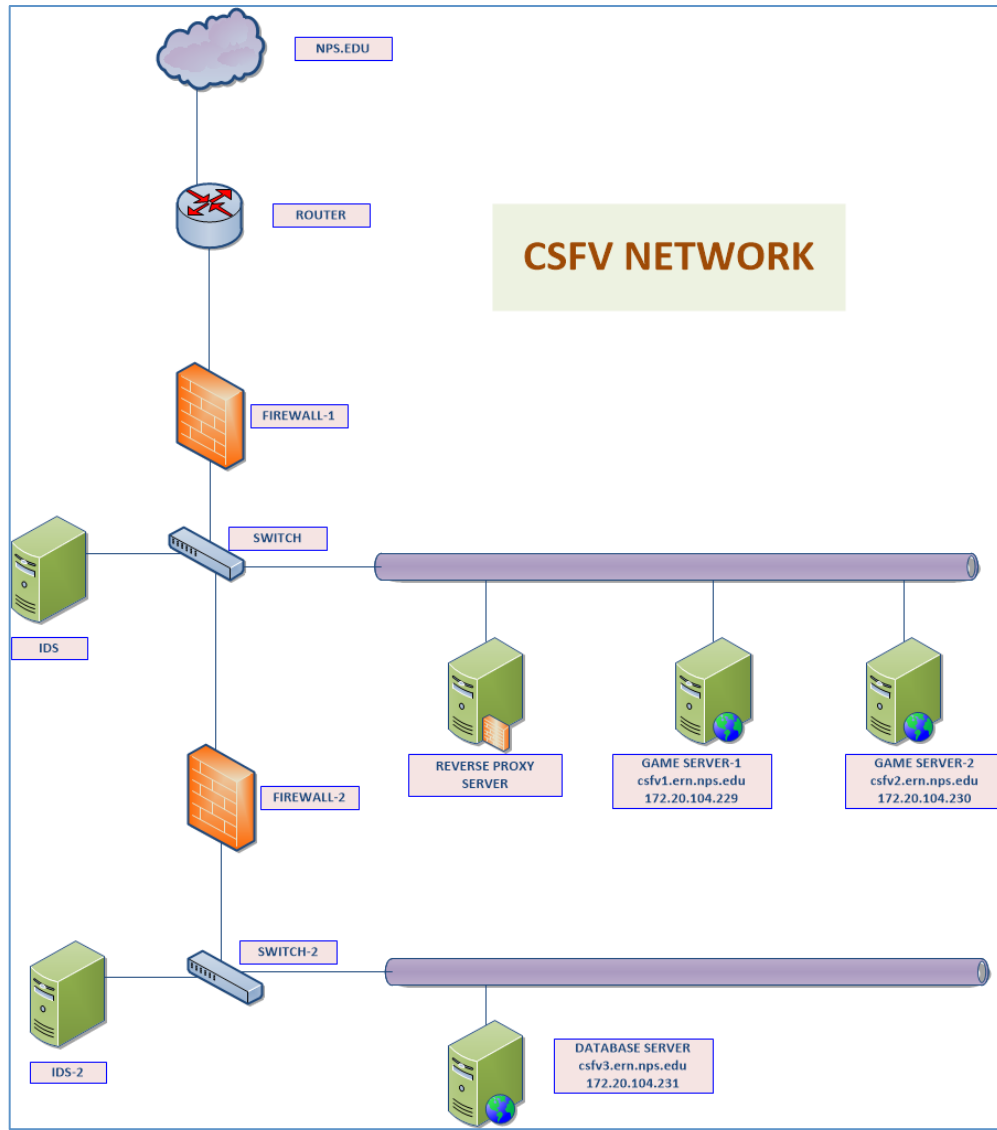 NPS.EDU
ROUTER
CSFV NETWORK
FIREWALL-1
SWITCH
IDS
REVERSE PROXY
SERVER
GAME SERVER-1
csfv1.ern.nps.edu
172.20.104.229
GAME SERVER-2
csfv2.ern.nps.edu
172.20.104.230
FIREWALL-2
SWITCH-2
IDS-2
DATABASE SERVER
csfv3.ern.nps.edu
172.20.104.231